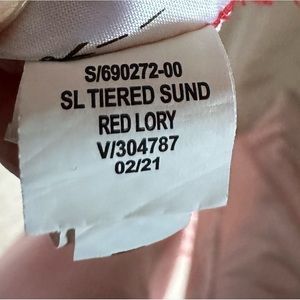 S/690272-00
SL TIERED SUND
RED LORY
V/304787
02/21